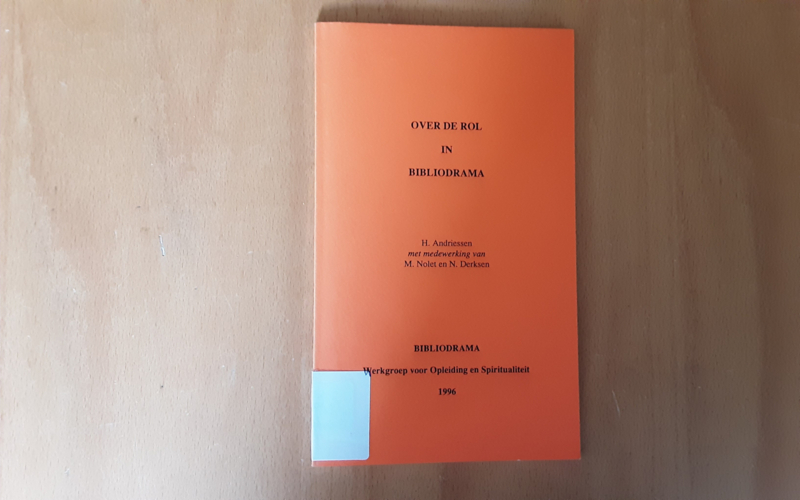 OVER DE ROL
IN
BIBLIODRAMA
H. Andriessen
met medewerking van
M. Nolet en N. Derksen
BIBLIODRAMA
Werkgroep voor Opleiding en Spiritualiteit
1996